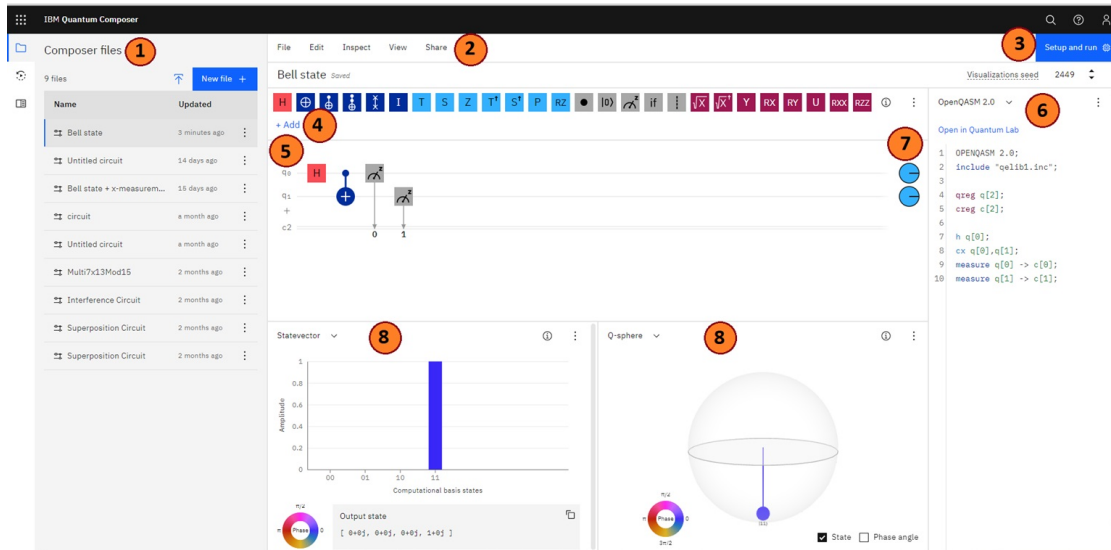 IBM Quantum Composer
Composer files
1
9 files
New file +
Name Updated
Bell state 3 minutes ago
Untitled circuit 14 days ago
Bell state + x-measurem... 15 days ago
circuit a month ago
Untitled circuit a month ago
Multi7x13Mod15 2 months ago
Interference Circuit 2 months ago
Superposition Circuit 2 months ago
Superposition Circuit 2 months ago
File Edit Inspect View Share
2
3
Setup and run
Bell state Saved
Visualizations seed 2449
H I T S Z T† S† P RZ |0⟩ z if √X √X† Y RX RY U RXX RZZ
+ Add
4
5
7
q0 H z
q1 z
+
c2
0 1
OpenQASM 2.0
6
Open in Quantum Lab
1 OPENQASM 2.0;
2 include "qelib1.inc";
3
4 qreg q[2];
5 creg c[2];
6
7 h q[0];
8 cx q[0],q[1];
9 measure q[0] -> c[0];
10 measure q[1] -> c[1];
Statevector
8
Amplitude
1
0.8
0.6
0.4
0.2
0
00 01 10 11
Computational basis states
π/2
π Phase 0
Output state
[ 0+0j, 0+0j, 0+0j, 1+0j ]
Q-sphere
8
π/2
π Phase 0
3π/2
State Phase angle